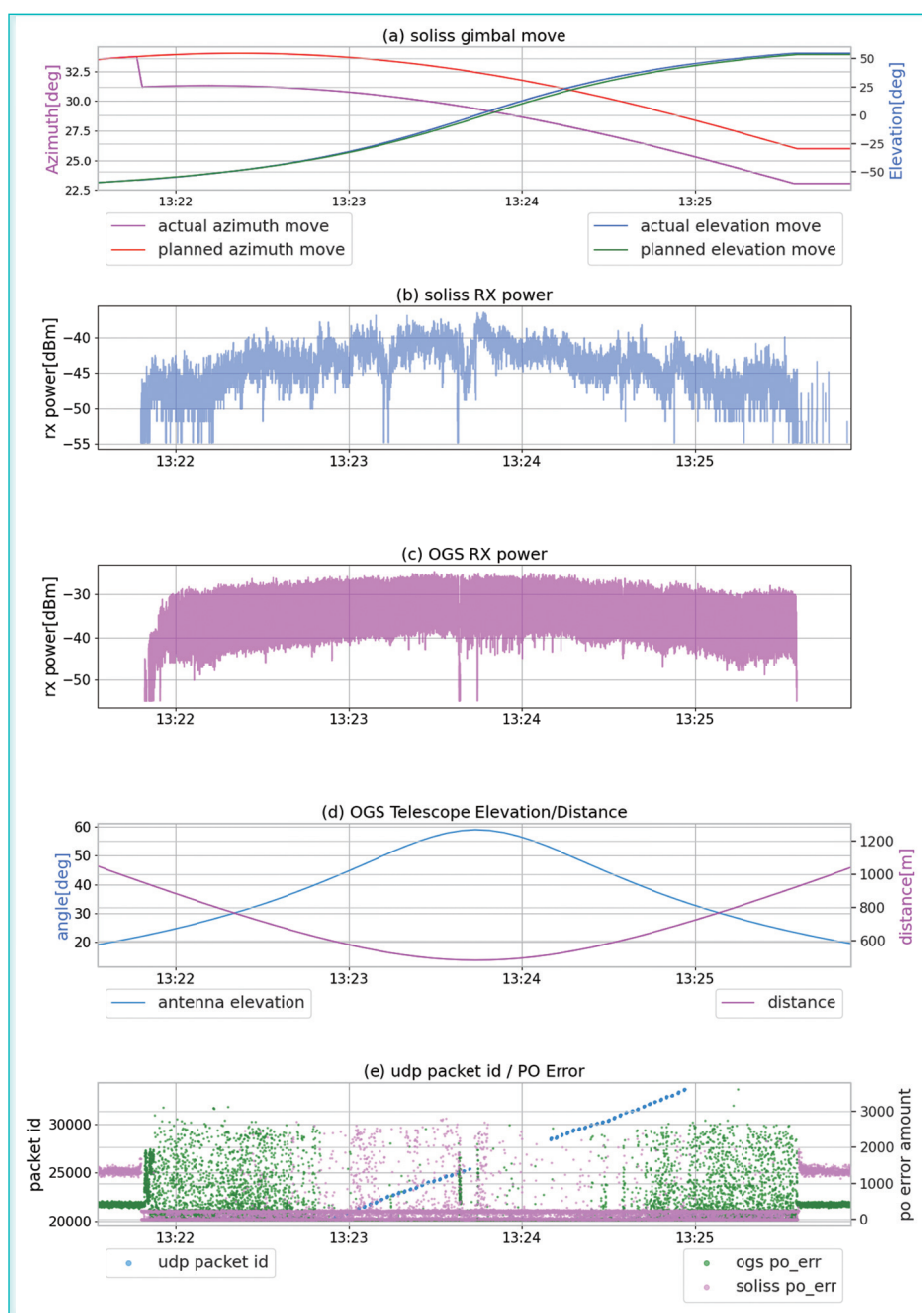 (a) soliss gimbal move
Azimuth[deg]
32.5
30.0
27.5
25.0
22.5
50
25
0
−25
−50
Elevation[deg]
13:22 13:23 13:24 13:25
actual azimuth move
planned azimuth move
actual elevation move
planned elevation move
(b) soliss RX power
rx power[dBm]
−40
−45
−50
−55
13:22 13:23 13:24 13:25
(c) OGS RX power
rx power[dBm]
−30
−40
−50
13:22 13:23 13:24 13:25
(d) OGS Telescope Elevation/Distance
angle[deg]
60
50
40
30
20
1200
1000
800
600
distance[m]
13:22 13:23 13:24 13:25
antenna elevation
distance
(e) udp packet id / PO Error
packet id
30000
25000
20000
3000
2000
1000
0
po error amount
13:22 13:23 13:24 13:25
udp packet id
ogs po_err
soliss po_err